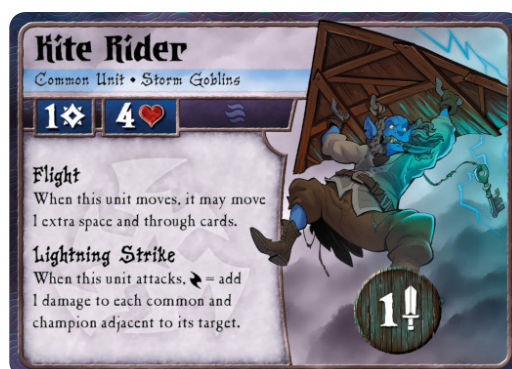 Kite Rider
Common Unit • Storm Goblins
1 4
Flight
When this unit moves, it may move
1 extra space and through cards.
Lightning Strike
When this unit attacks, = add
1 damage to each common and
champion adjacent to its target.
1